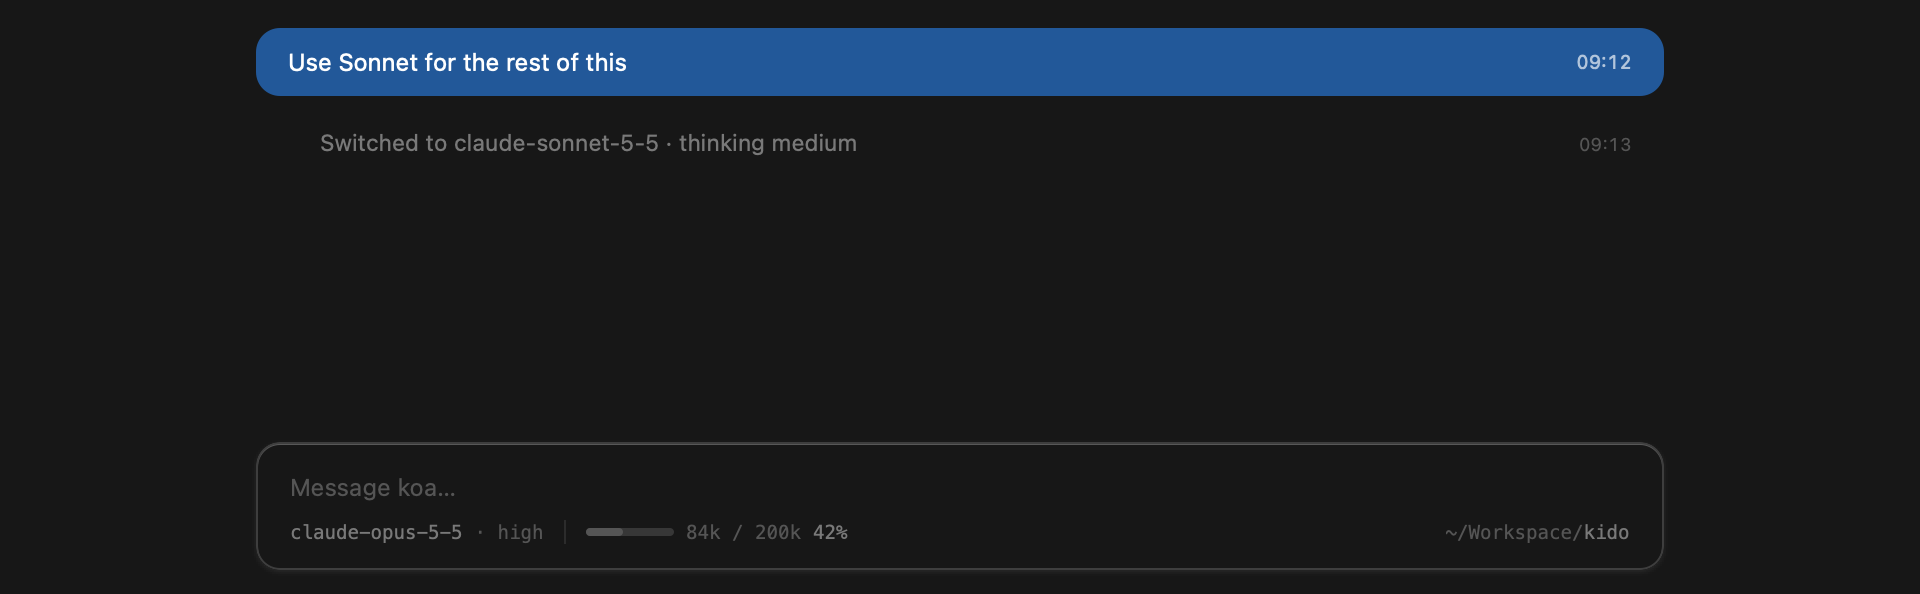 Use Sonnet for the rest of this 09:12
Switched to claude-sonnet-5-5 · thinking medium 09:13
Message koa...
claude-opus-5-5 · high 84k / 200k 42% ~/Workspace/kido